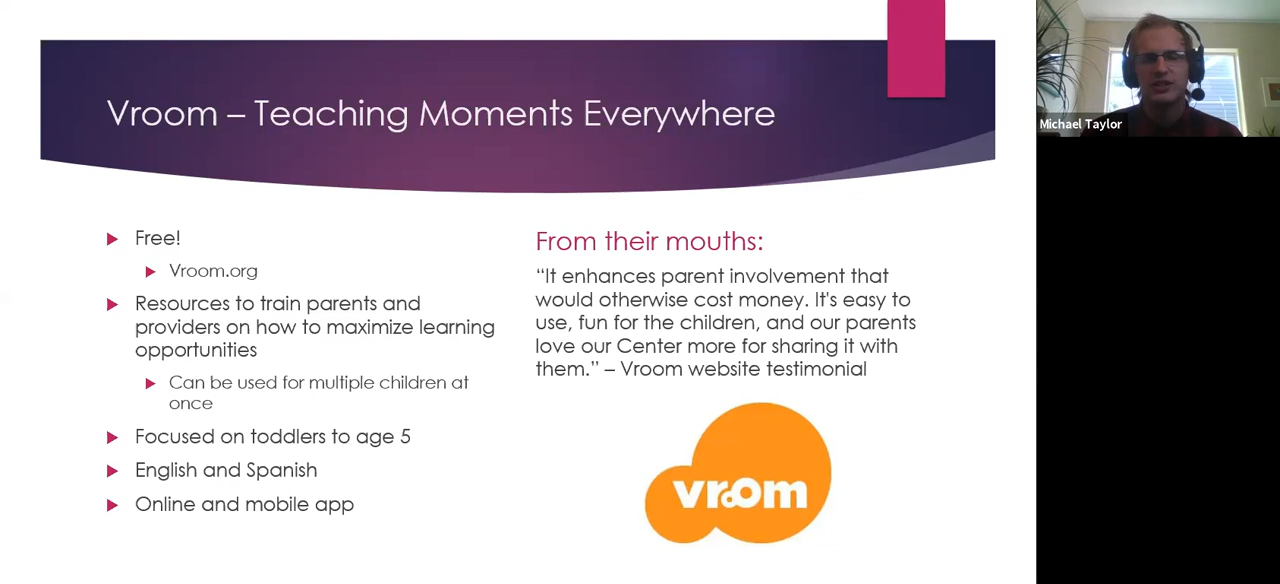 Vroom – Teaching Moments Everywhere
Free!
Vroom.org
Resources to train parents and
providers on how to maximize learning
opportunities
Can be used for multiple children at
once
Focused on toddlers to age 5
English and Spanish
Online and mobile app
From their mouths:
“It enhances parent involvement that
would otherwise cost money. It's easy to
use, fun for the children, and our parents
love our Center more for sharing it with
them.” – Vroom website testimonial
vroom
Michael Taylor